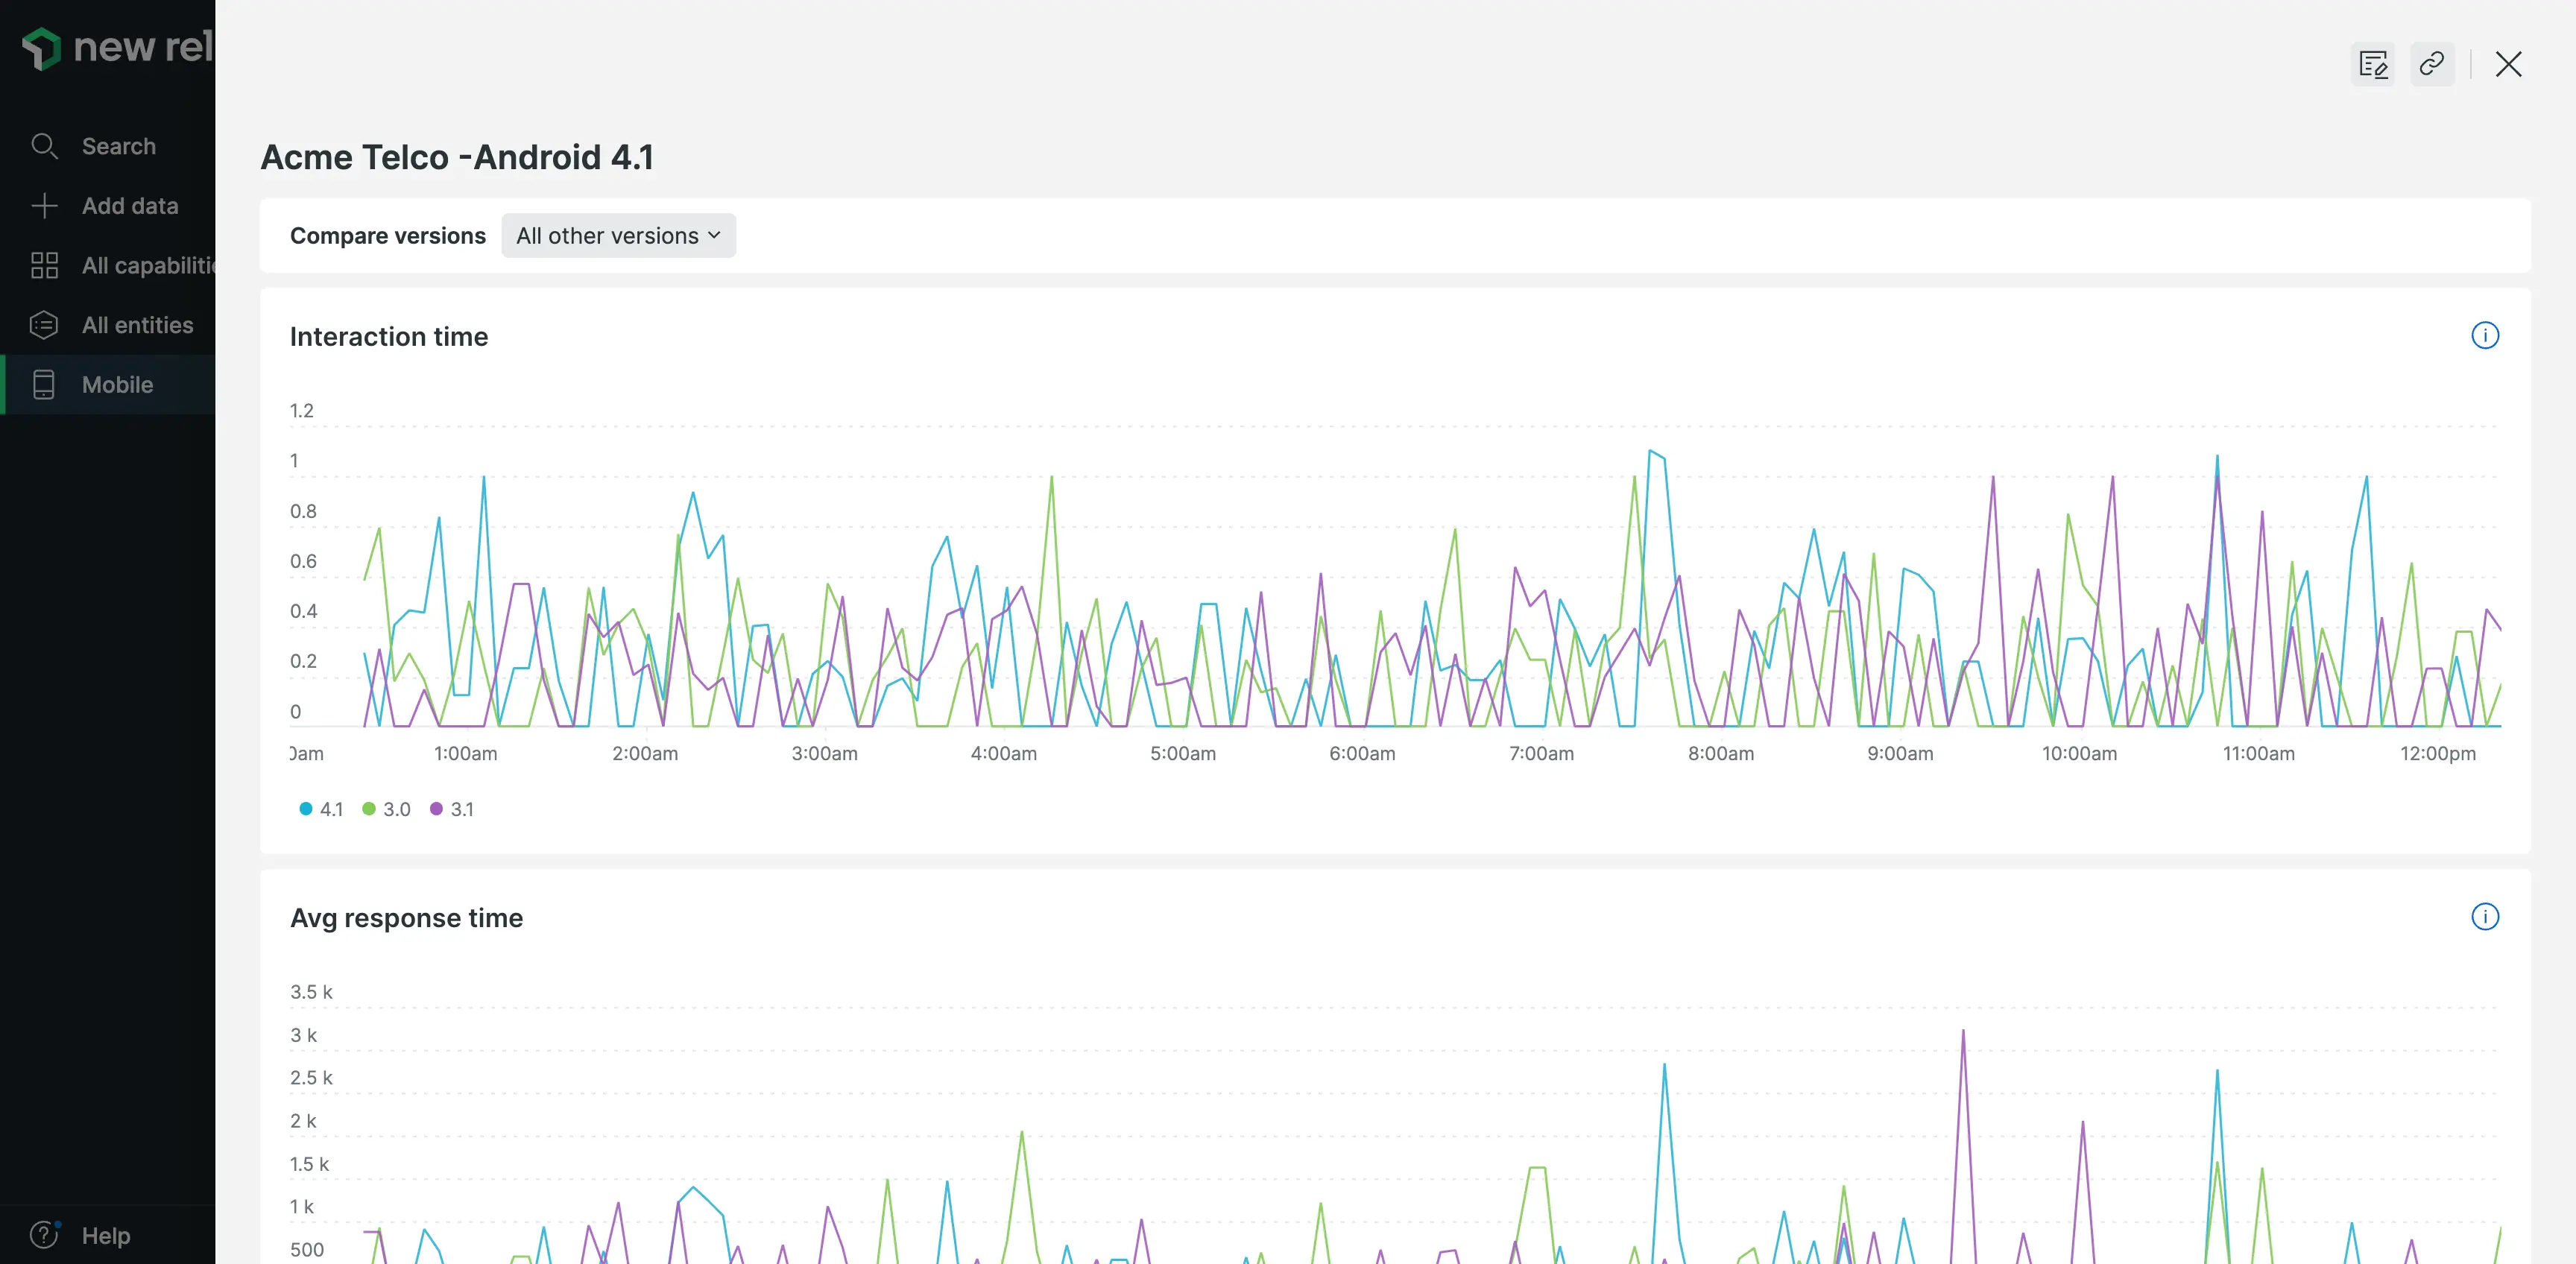 new rel
Search
Add data
All capabilitie
All entities
Mobile
Help
Acme Telco -Android 4.1
Compare versions All other versions
Interaction time
1.2
1
0.8
0.6
0.4
0.2
0
0am 1:00am 2:00am 3:00am 4:00am 5:00am 6:00am 7:00am 8:00am 9:00am 10:00am 11:00am 12:00pm
4.1 3.0 3.1
Avg response time
3.5 k
3 k
2.5 k
2 k
1.5 k
1 k
500